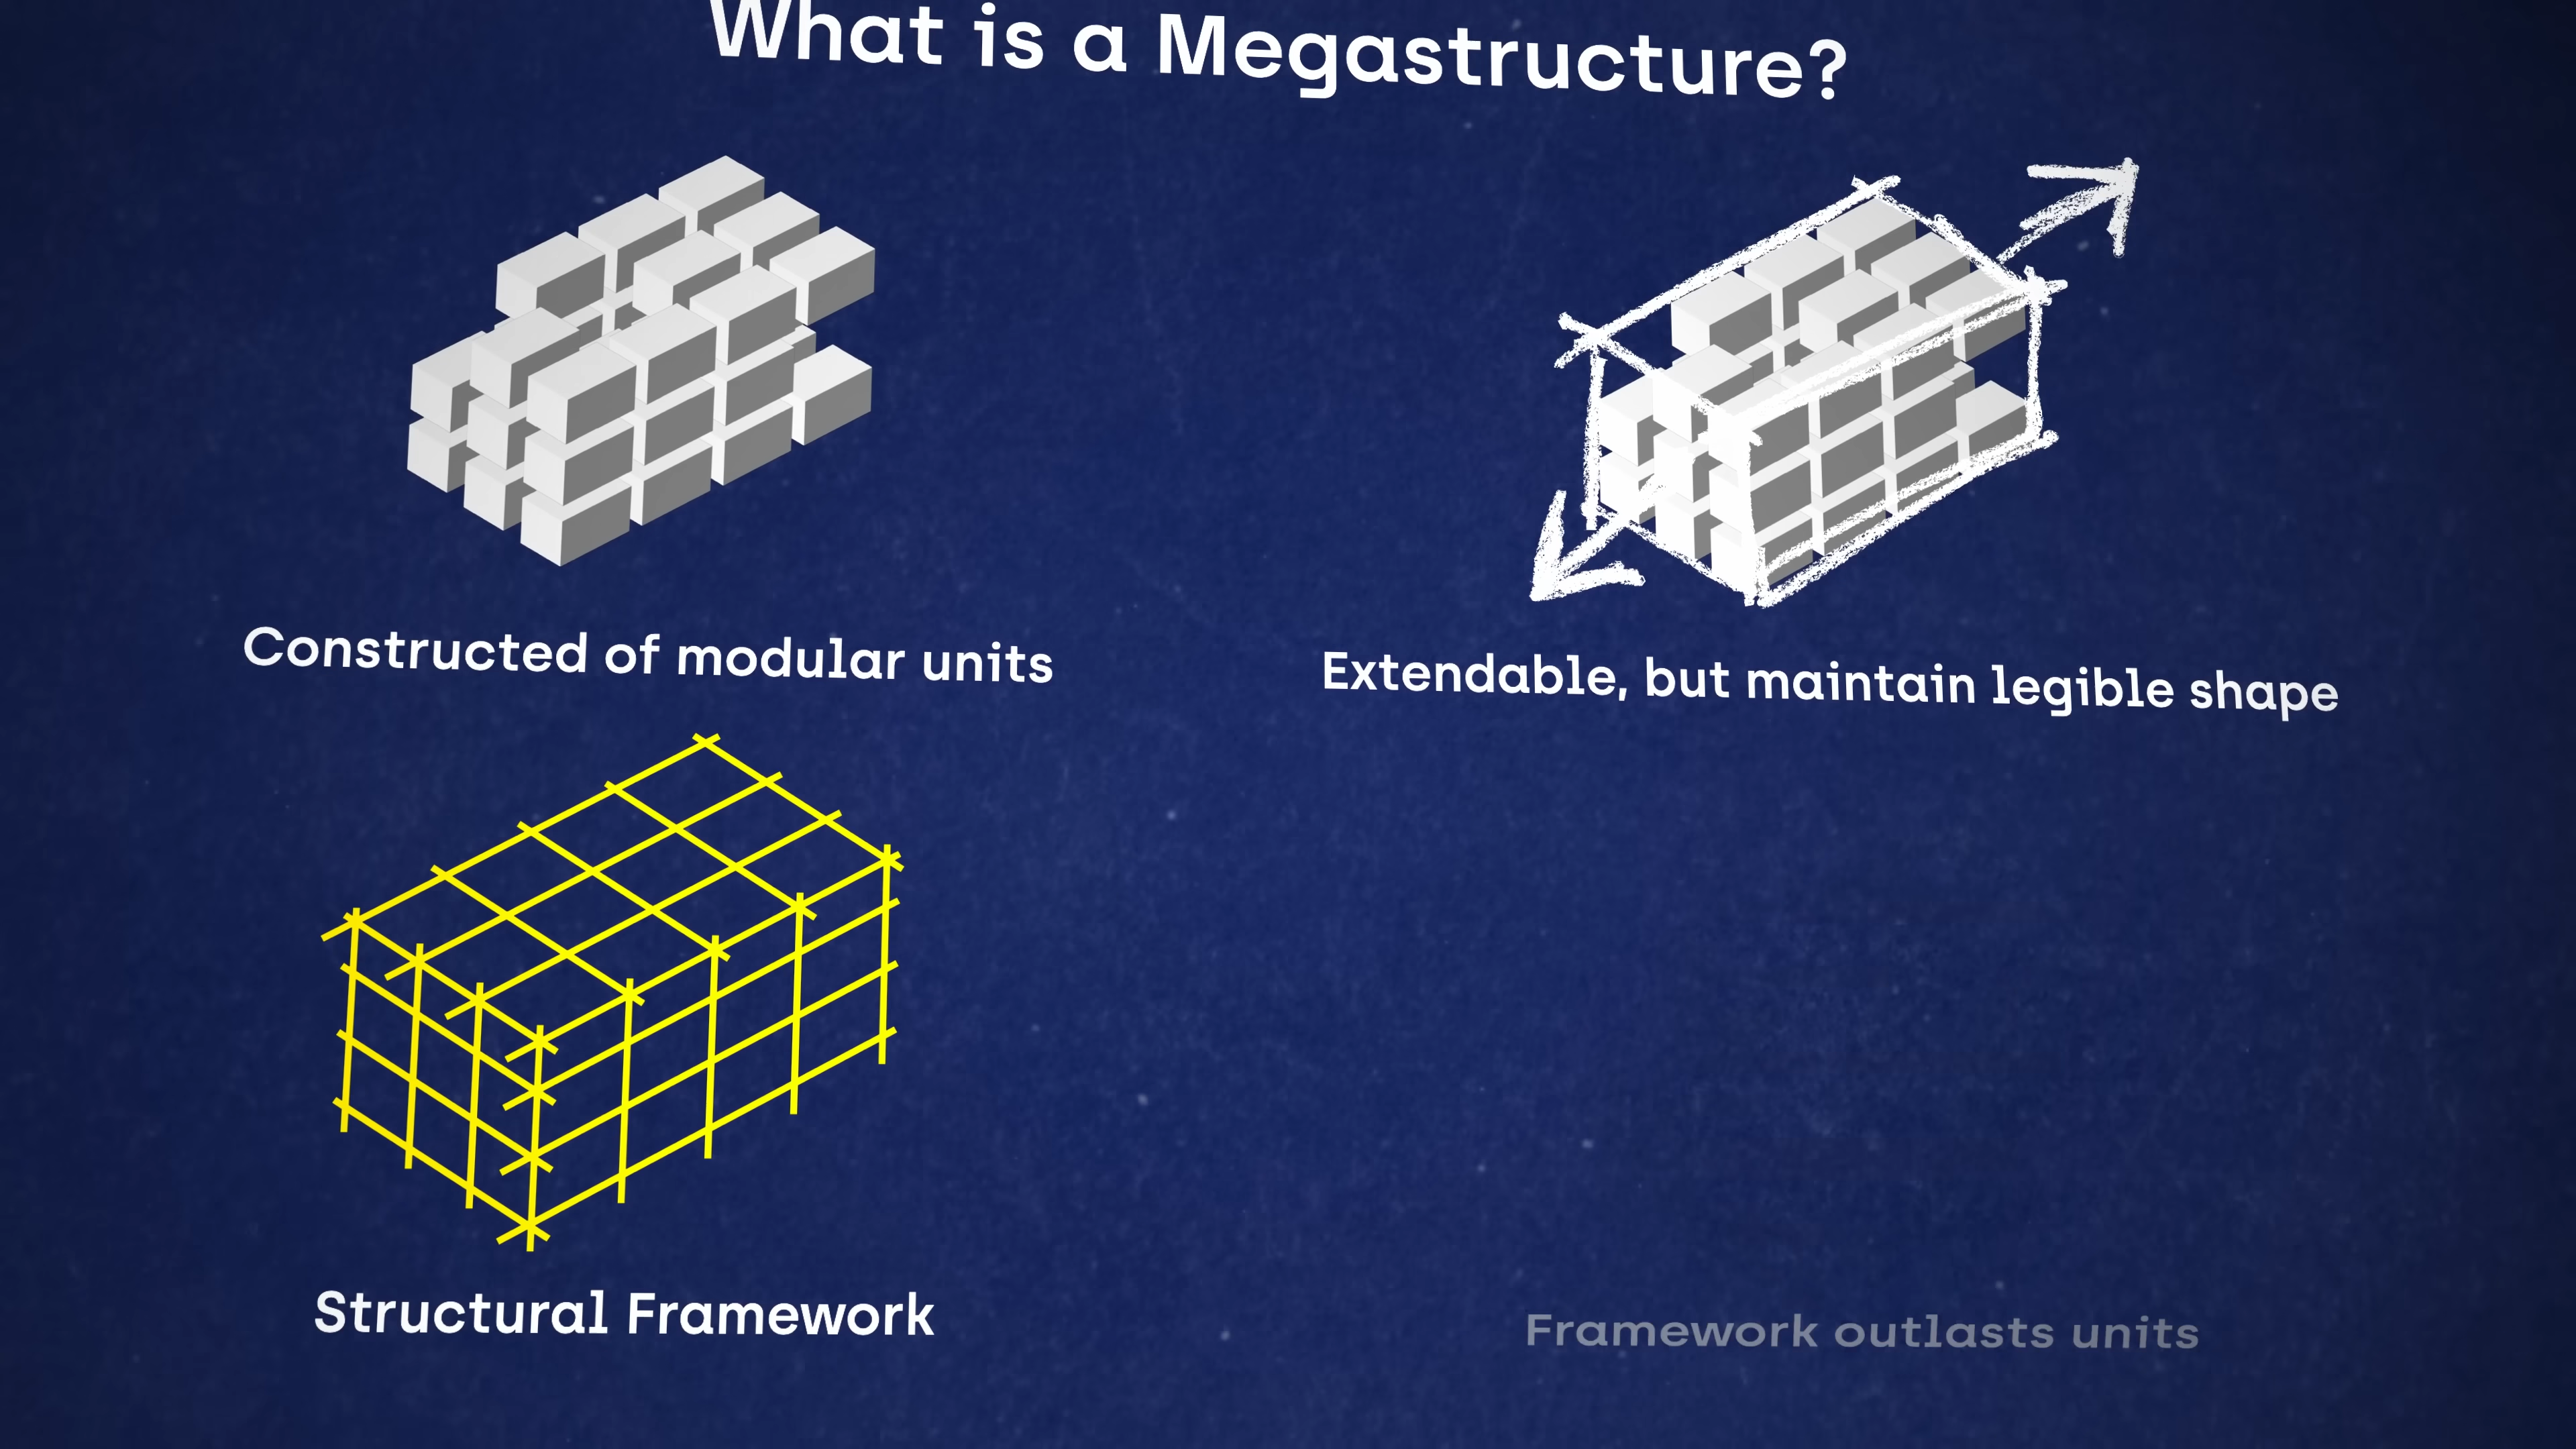 What is a Megastructure?
Constructed of modular units
Extendable, but maintain legible shape
Structural Framework
Framework outlasts units